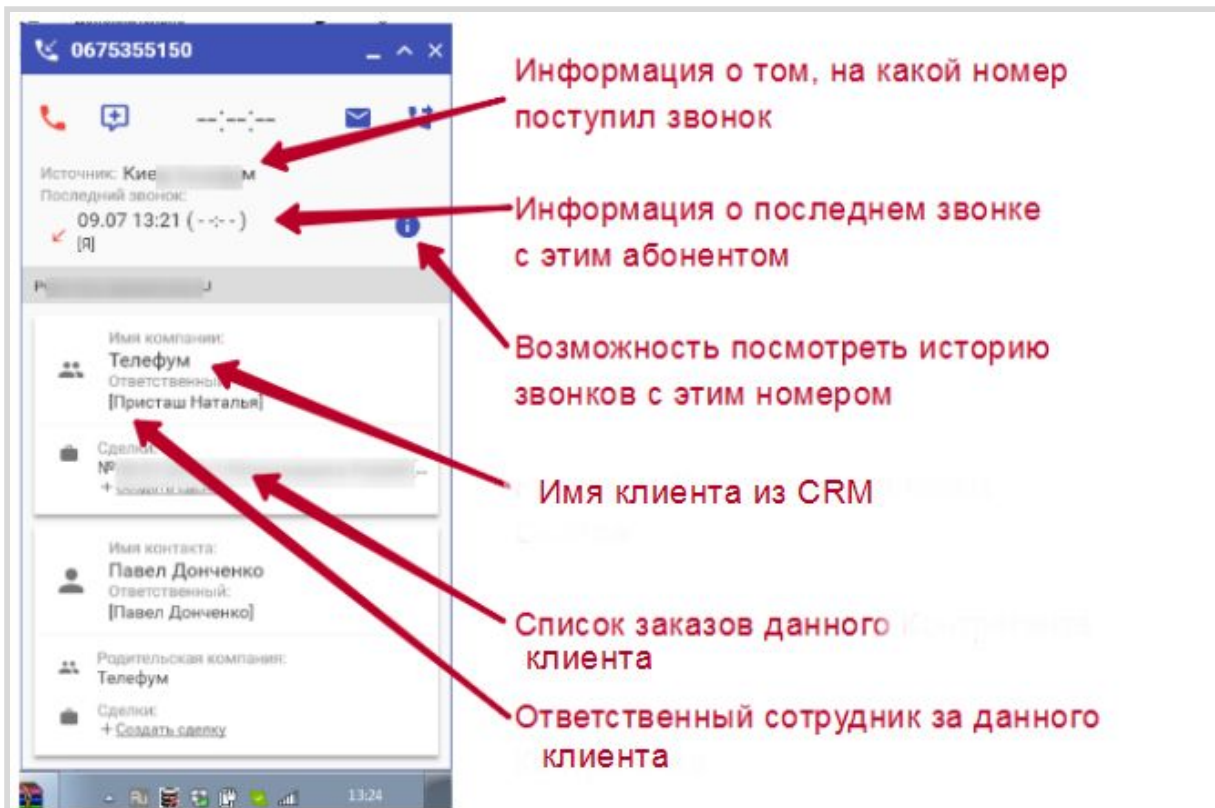 0675355150
Информация о том, на какой номер
поступил звонок
--:--:--
Источник: Кие м
Последний звонок:
09.07 13:21 ( --:-- )
[Я]
Информация о последнем звонке
с этим абонентом
Имя компании:
Телефум
Ответственный
[Присташ Наталья]
Возможность посмотреть историю
звонков с этим номером
Сделки:
№ ...
Имя клиента из CRM
Имя контакта:
Павел Донченко
Ответственный:
[Павел Донченко]
Список заказов данного
клиента
Родительская компания:
Телефум
Сделки:
+ Создать сделку
Ответственный сотрудник за данного
клиента
RU
13:24